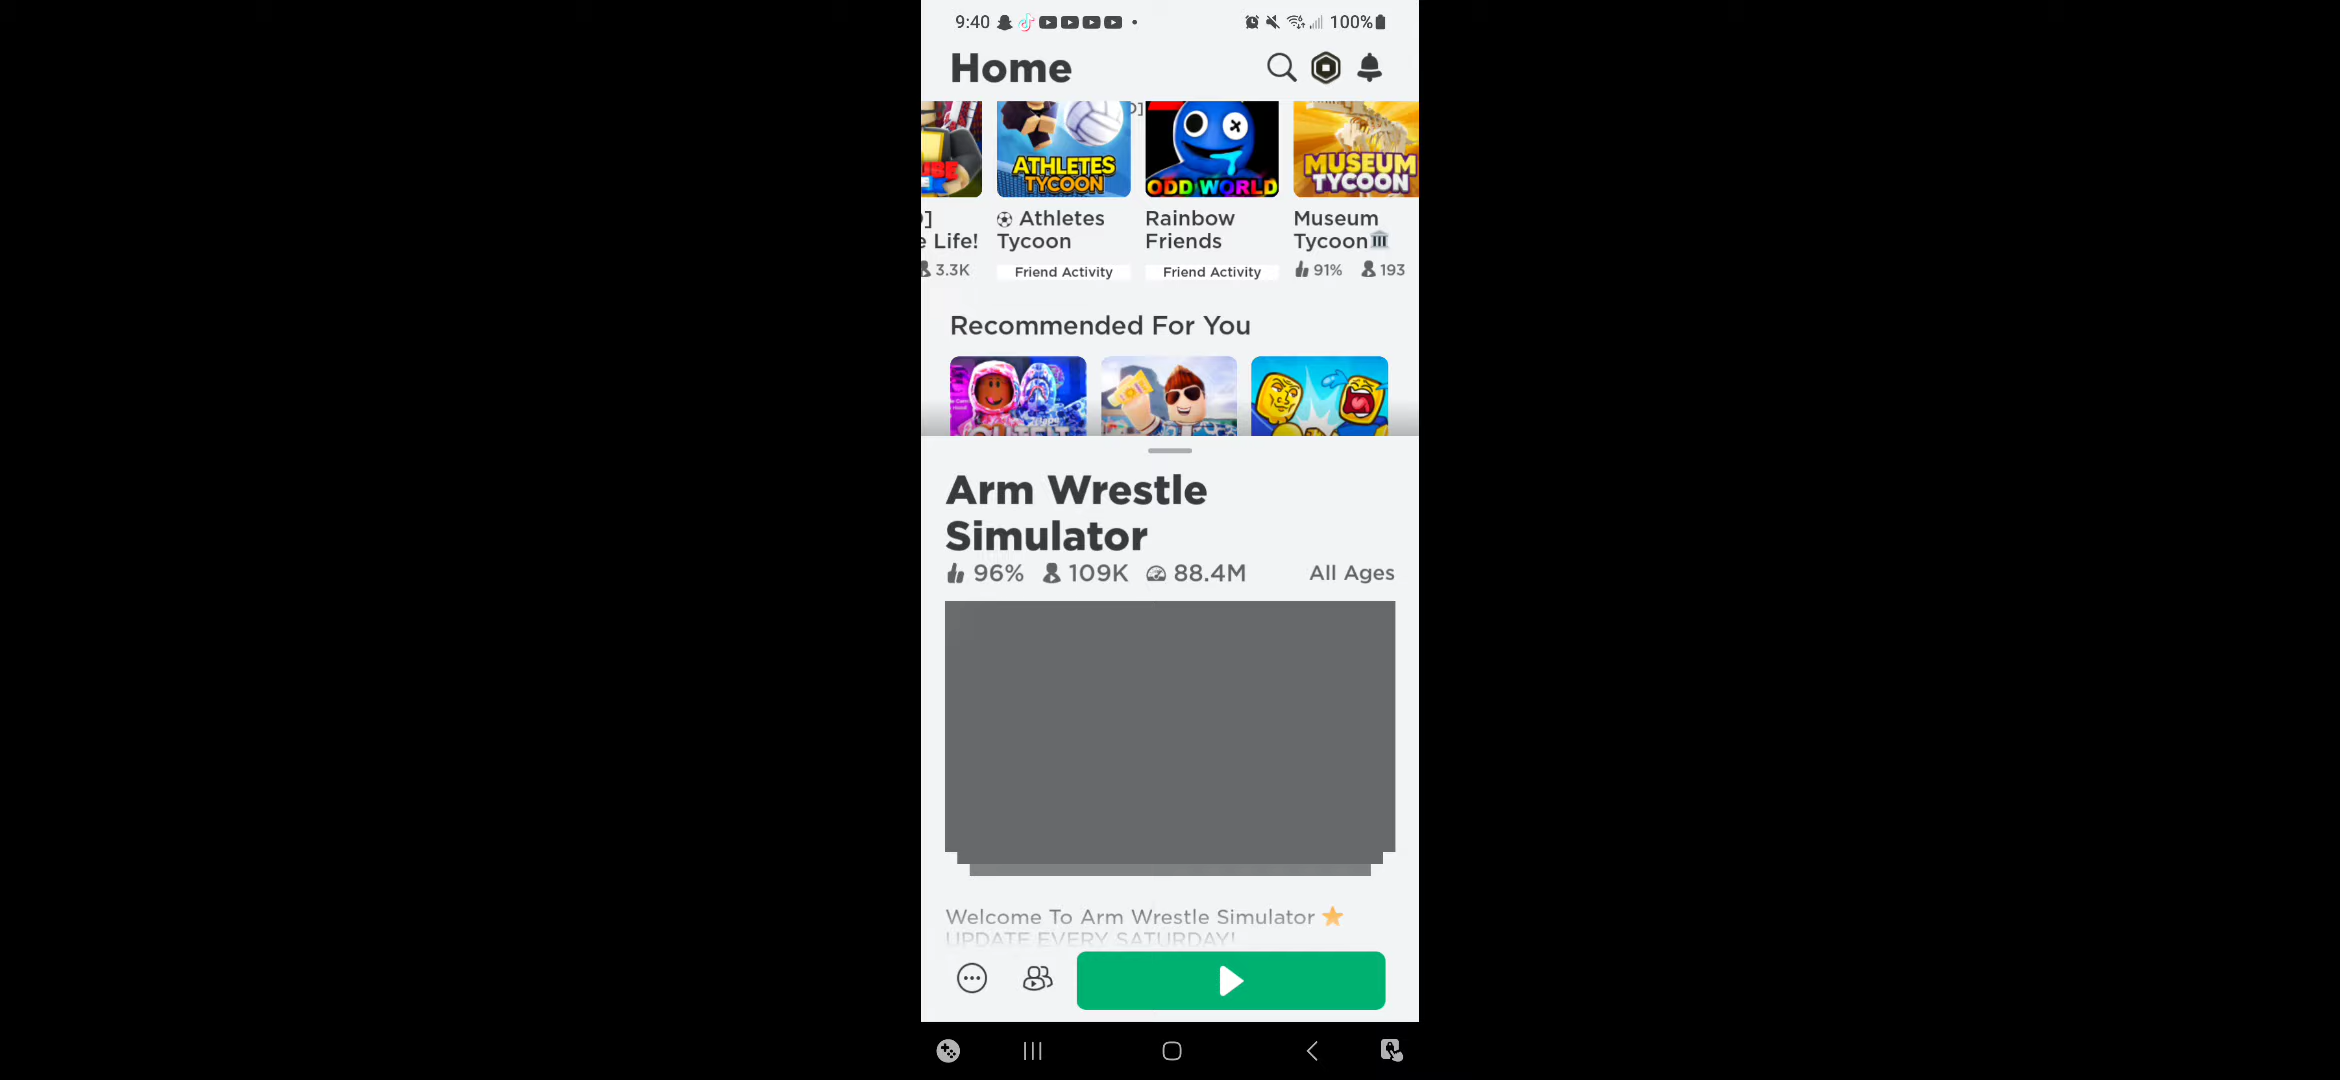 9:40
100%
Home
ATHLETES
TYCOON
ODD WORLD
MUSEUM
TYCOON
]
e Life!
3.3K
⚽ Athletes
Tycoon
Friend Activity
Rainbow
Friends
Friend Activity
Museum
Tycoon🏛️
91% 193
Recommended For You
OUTFIT
Arm Wrestle
Simulator
96% 109K 88.4M All Ages
Welcome To Arm Wrestle Simulator ⭐
UPDATE EVERY SATURDAY!